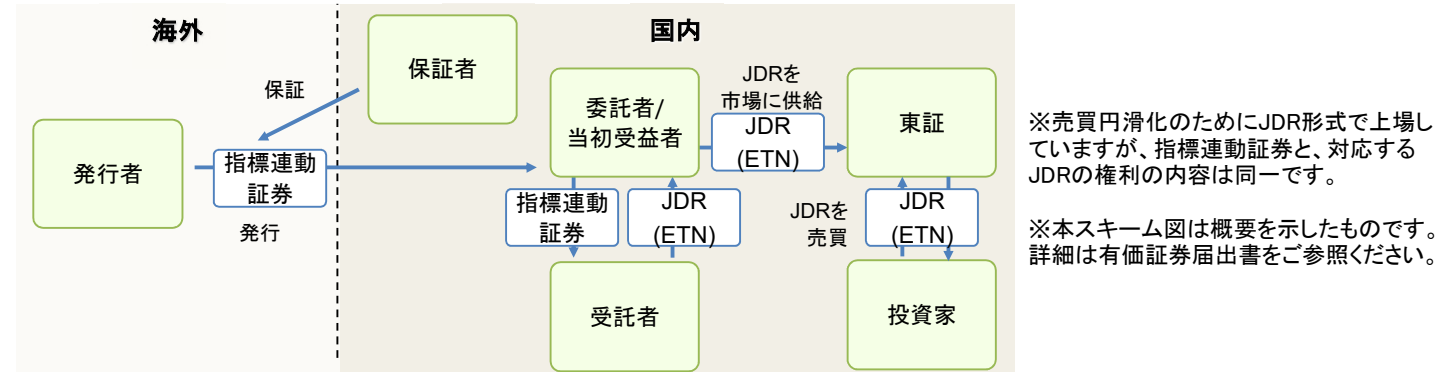 海外
国内
保証者
保証
発行者
指標連動
証券
発行
委託者/
当初受益者
JDRを
市場に供給
JDR
(ETN)
東証
指標連動
証券
JDR
(ETN)
JDRを
売買
JDR
(ETN)
受託者
投資家
※売買円滑化のためにJDR形式で上場し
ていますが、指標連動証券と、対応する
JDRの権利の内容は同一です。
※本スキーム図は概要を示したものです。
詳細は有価証券届出書をご参照ください。